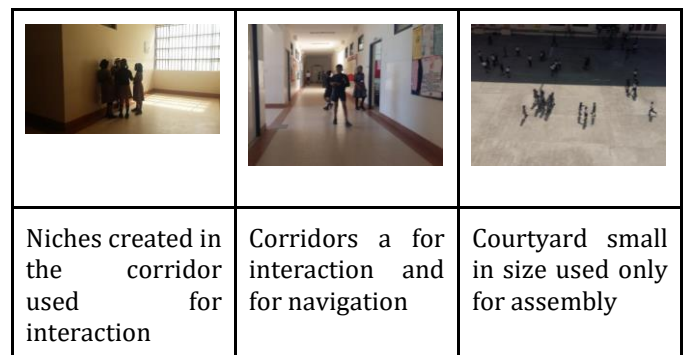 Niches created in
the corridor
used for
interaction
Corridors a for
interaction and
for navigation
Courtyard small
in size used only
for assembly